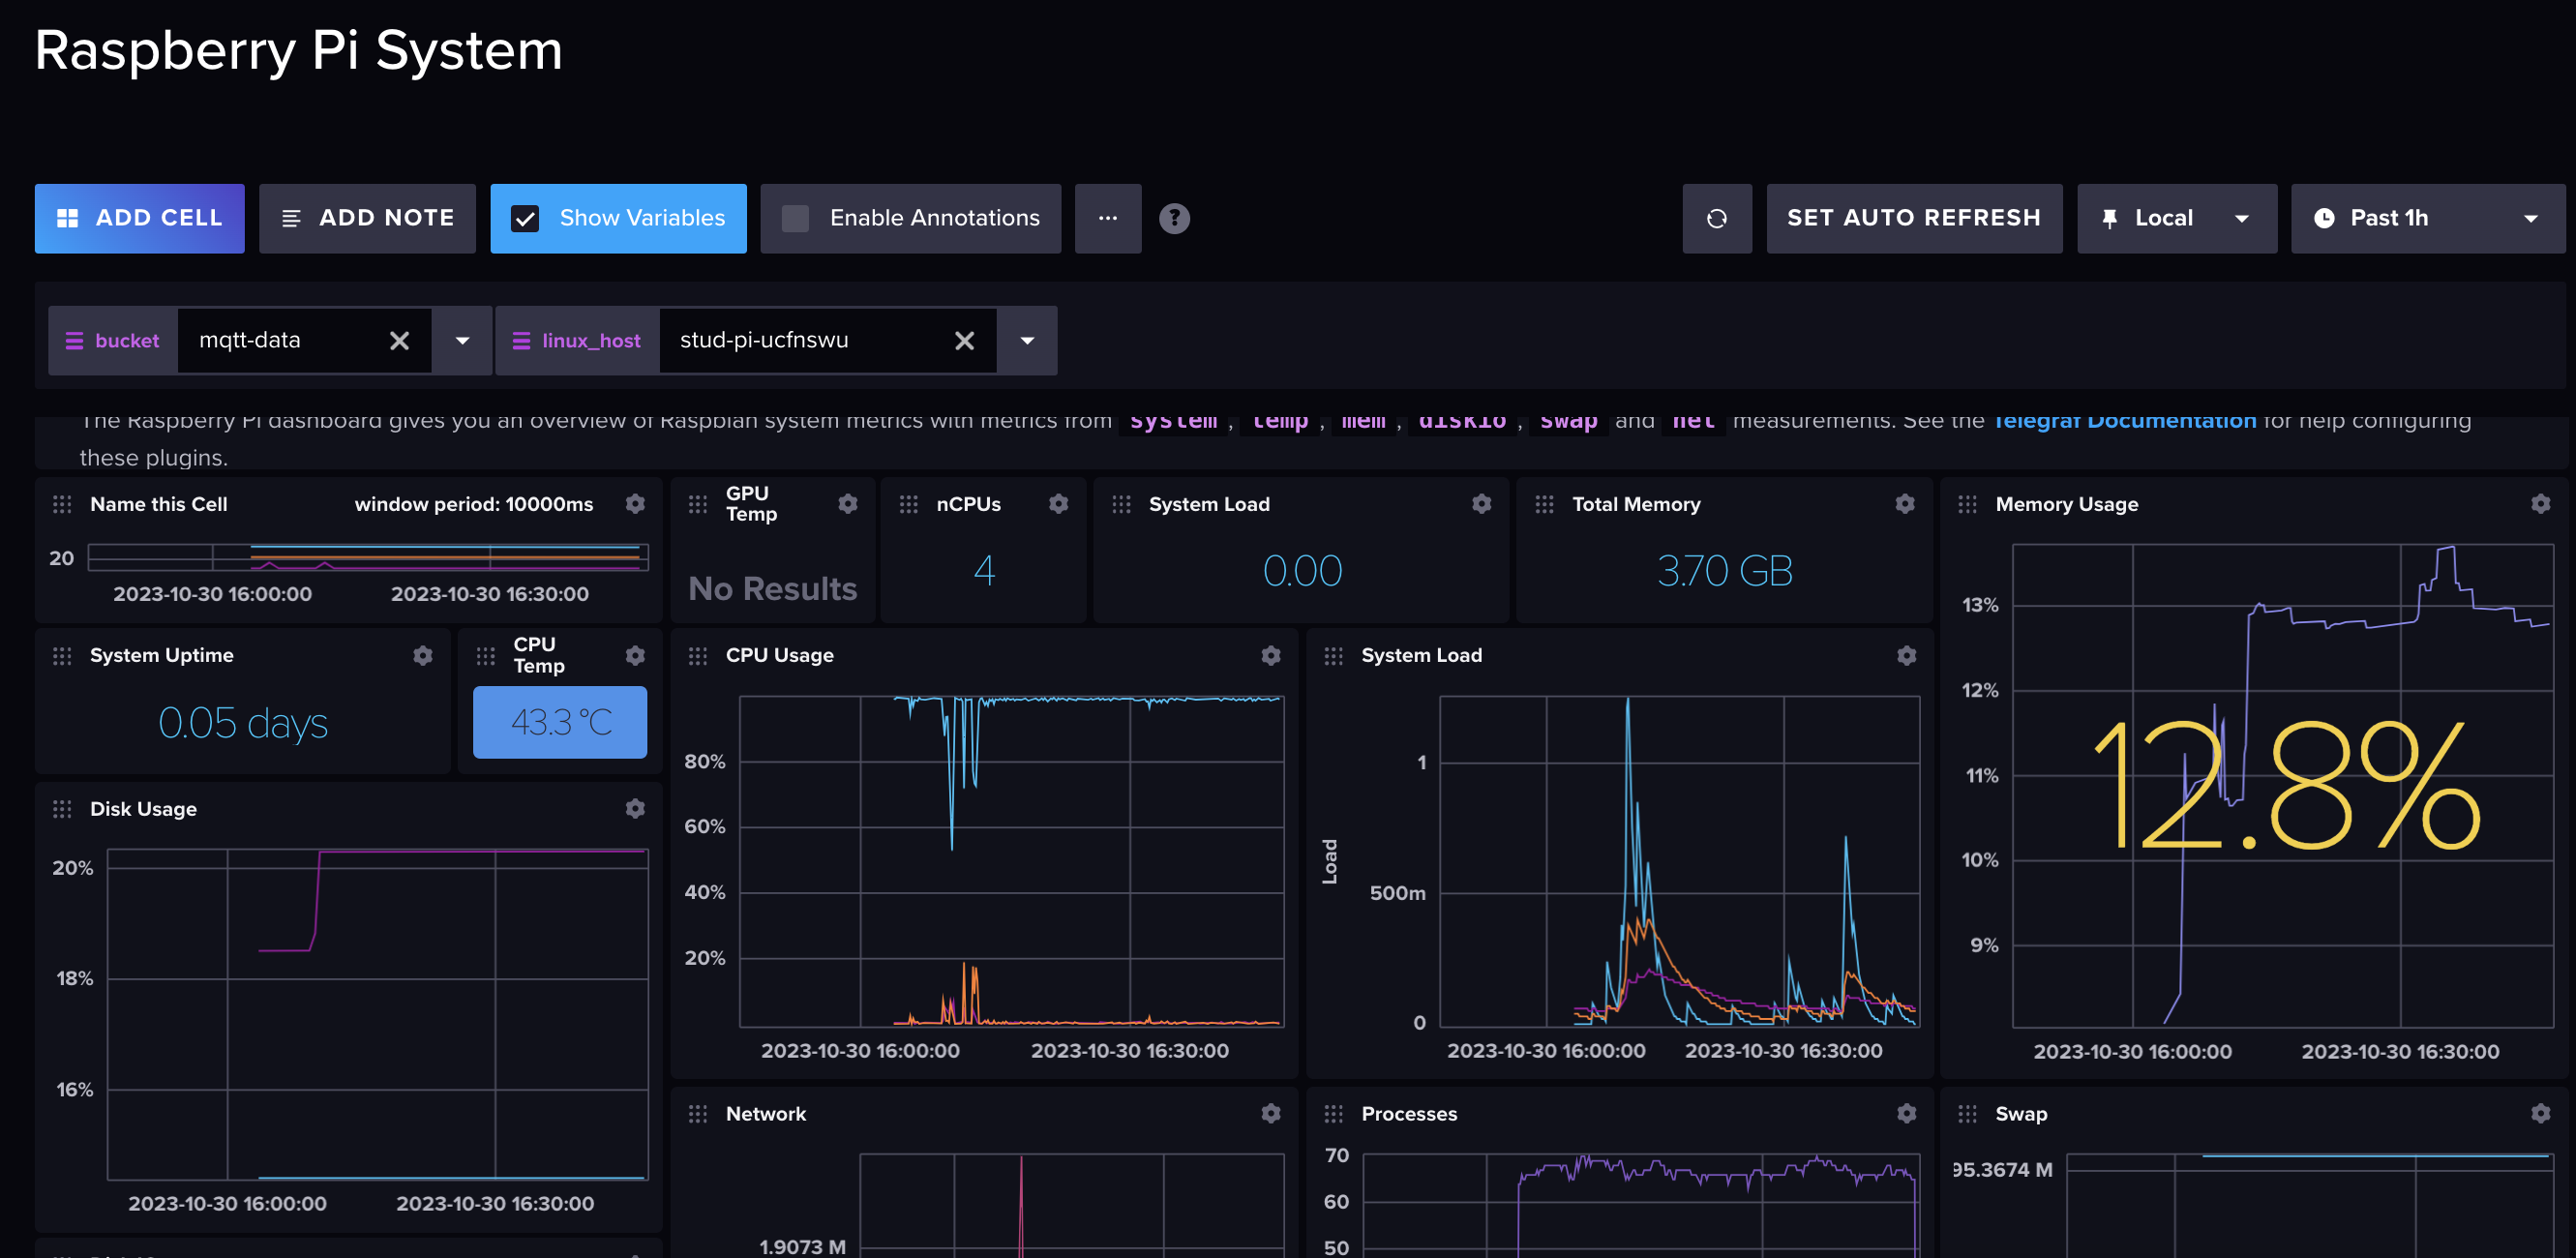 Raspberry Pi System
ADD CELL
ADD NOTE
Show Variables
Enable Annotations
?
SET AUTO REFRESH
Local
Past 1h
bucket
mqtt-data
linux_host
stud-pi-ucfnswu
The Raspberry Pi dashboard gives you an overview of Raspbian system metrics with metrics from system, temp, mem, diskio, swap and net measurements. See the Telegraf Documentation for help configuring
these plugins.
Name this Cell
window period: 10000ms
20
2023-10-30 16:00:00
2023-10-30 16:30:00
GPU
Temp
No Results
nCPUs
4
System Load
0.00
Total Memory
3.70 GB
Memory Usage
13%
12%
11%
10%
9%
12.8%
2023-10-30 16:00:00
2023-10-30 16:30:00
System Uptime
0.05 days
CPU
Temp
43.3 °C
CPU Usage
80%
60%
40%
20%
2023-10-30 16:00:00
2023-10-30 16:30:00
System Load
Load
1
500m
0
2023-10-30 16:00:00
2023-10-30 16:30:00
Disk Usage
20%
18%
16%
2023-10-30 16:00:00
2023-10-30 16:30:00
Network
1.9073 M
Processes
70
60
50
Swap
95.3674 M